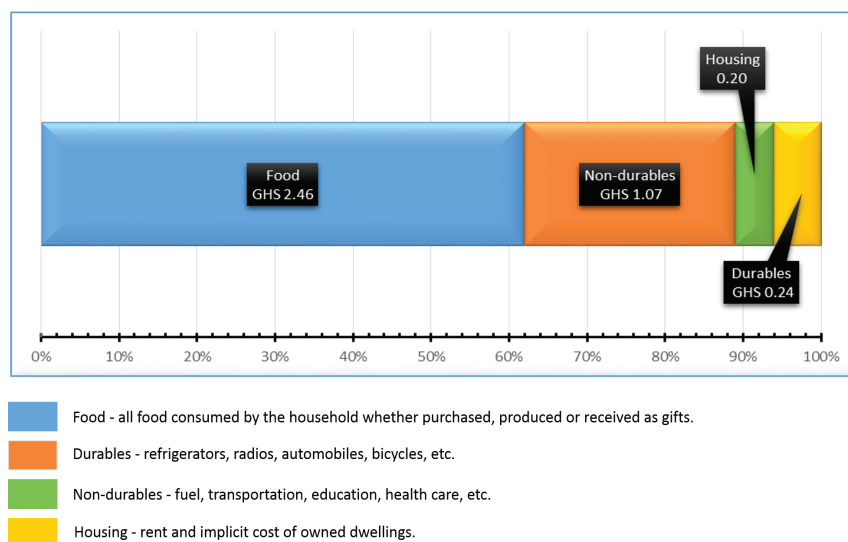 Housing
0.20
Food
GHS 2.46
Non-durables
GHS 1.07
Durables
GHS 0.24
0% 10% 20% 30% 40% 50% 60% 70% 80% 90% 100%
Food - all food consumed by the household whether purchased, produced or received as gifts.
Durables - refrigerators, radios, automobiles, bicycles, etc.
Non-durables - fuel, transportation, education, health care, etc.
Housing - rent and implicit cost of owned dwellings.